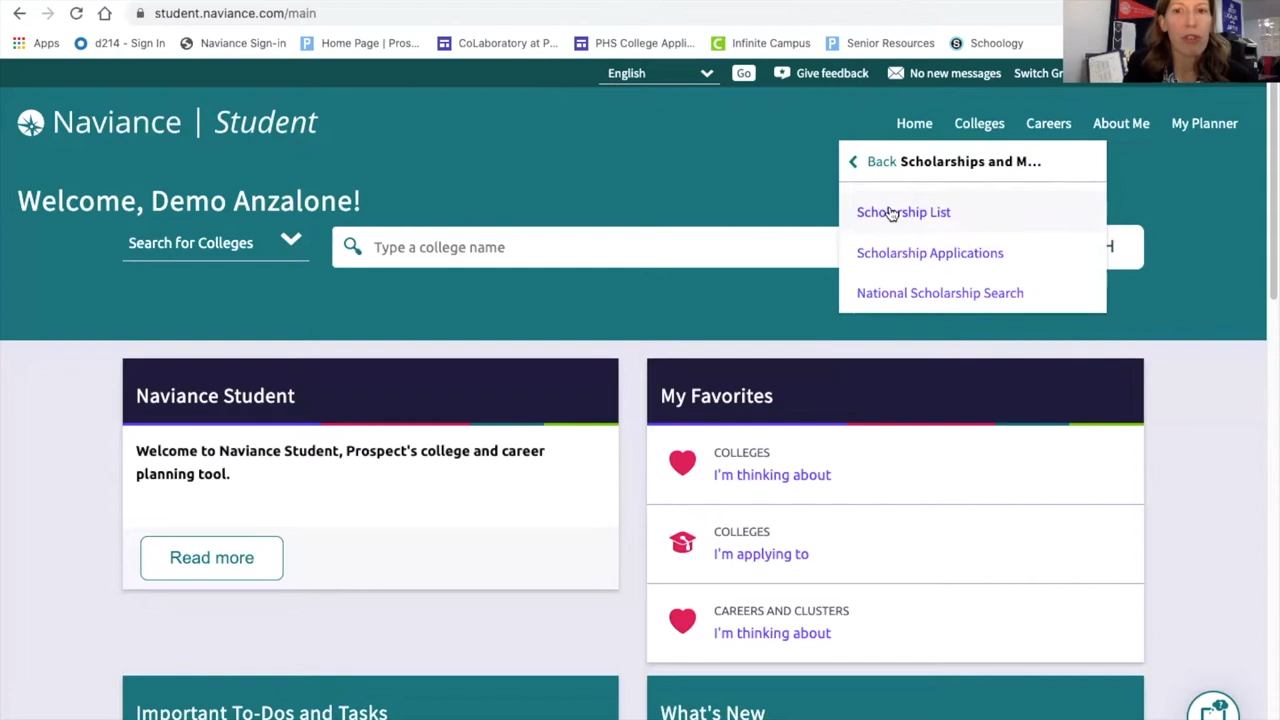 student.naviance.com/main
Apps d214 - Sign In Naviance Sign-in Home Page | Pros... CoLaboratory at P... PHS College Appli... Infinite Campus Senior Resources Schoology
English Go Give feedback No new messages Switch Gr
Naviance | Student
Home Colleges Careers About Me My Planner
Back Scholarships and M...
Welcome, Demo Anzalone!
Scholarship List
Search for Colleges Type a college name H
Scholarship Applications
National Scholarship Search
Naviance Student
Welcome to Naviance Student, Prospect's college and career
planning tool.
Read more
My Favorites
COLLEGES
I'm thinking about
COLLEGES
I'm applying to
CAREERS AND CLUSTERS
I'm thinking about
Important To-Dos and Tasks
What's New